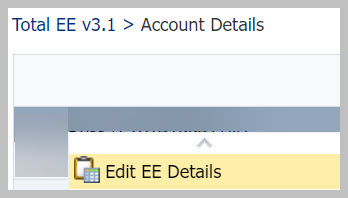 Total EE v3.1 > Account Details
Edit EE Details